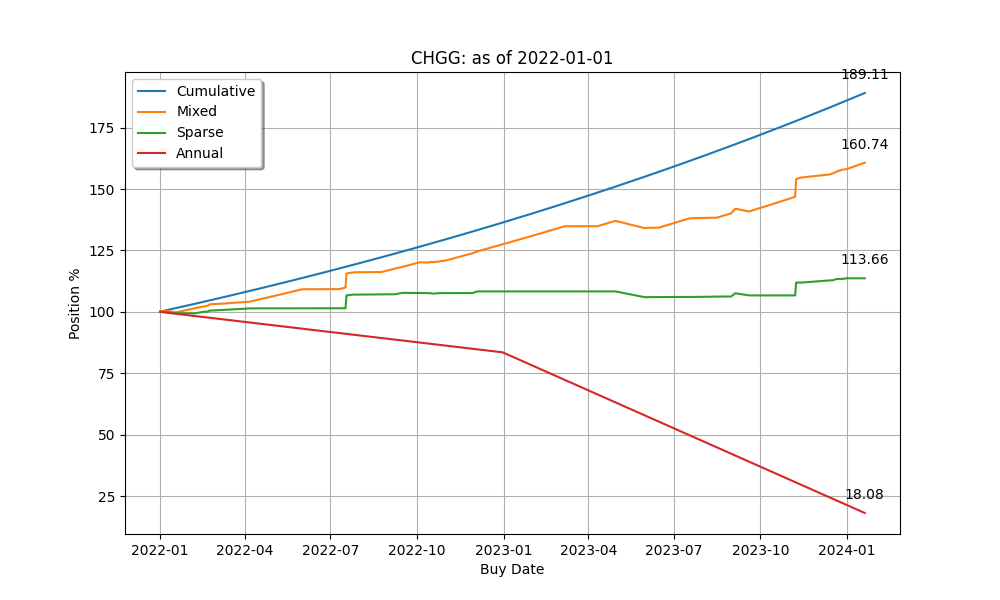 CHGG: as of 2022-01-01
189.11
Cumulative
Mixed
Sparse
Annual
160.74
113.66
18.08
175
150
125
100
75
50
25
Position %
2022-01 2022-04 2022-07 2022-10 2023-01 2023-04 2023-07 2023-10 2024-01
Buy Date